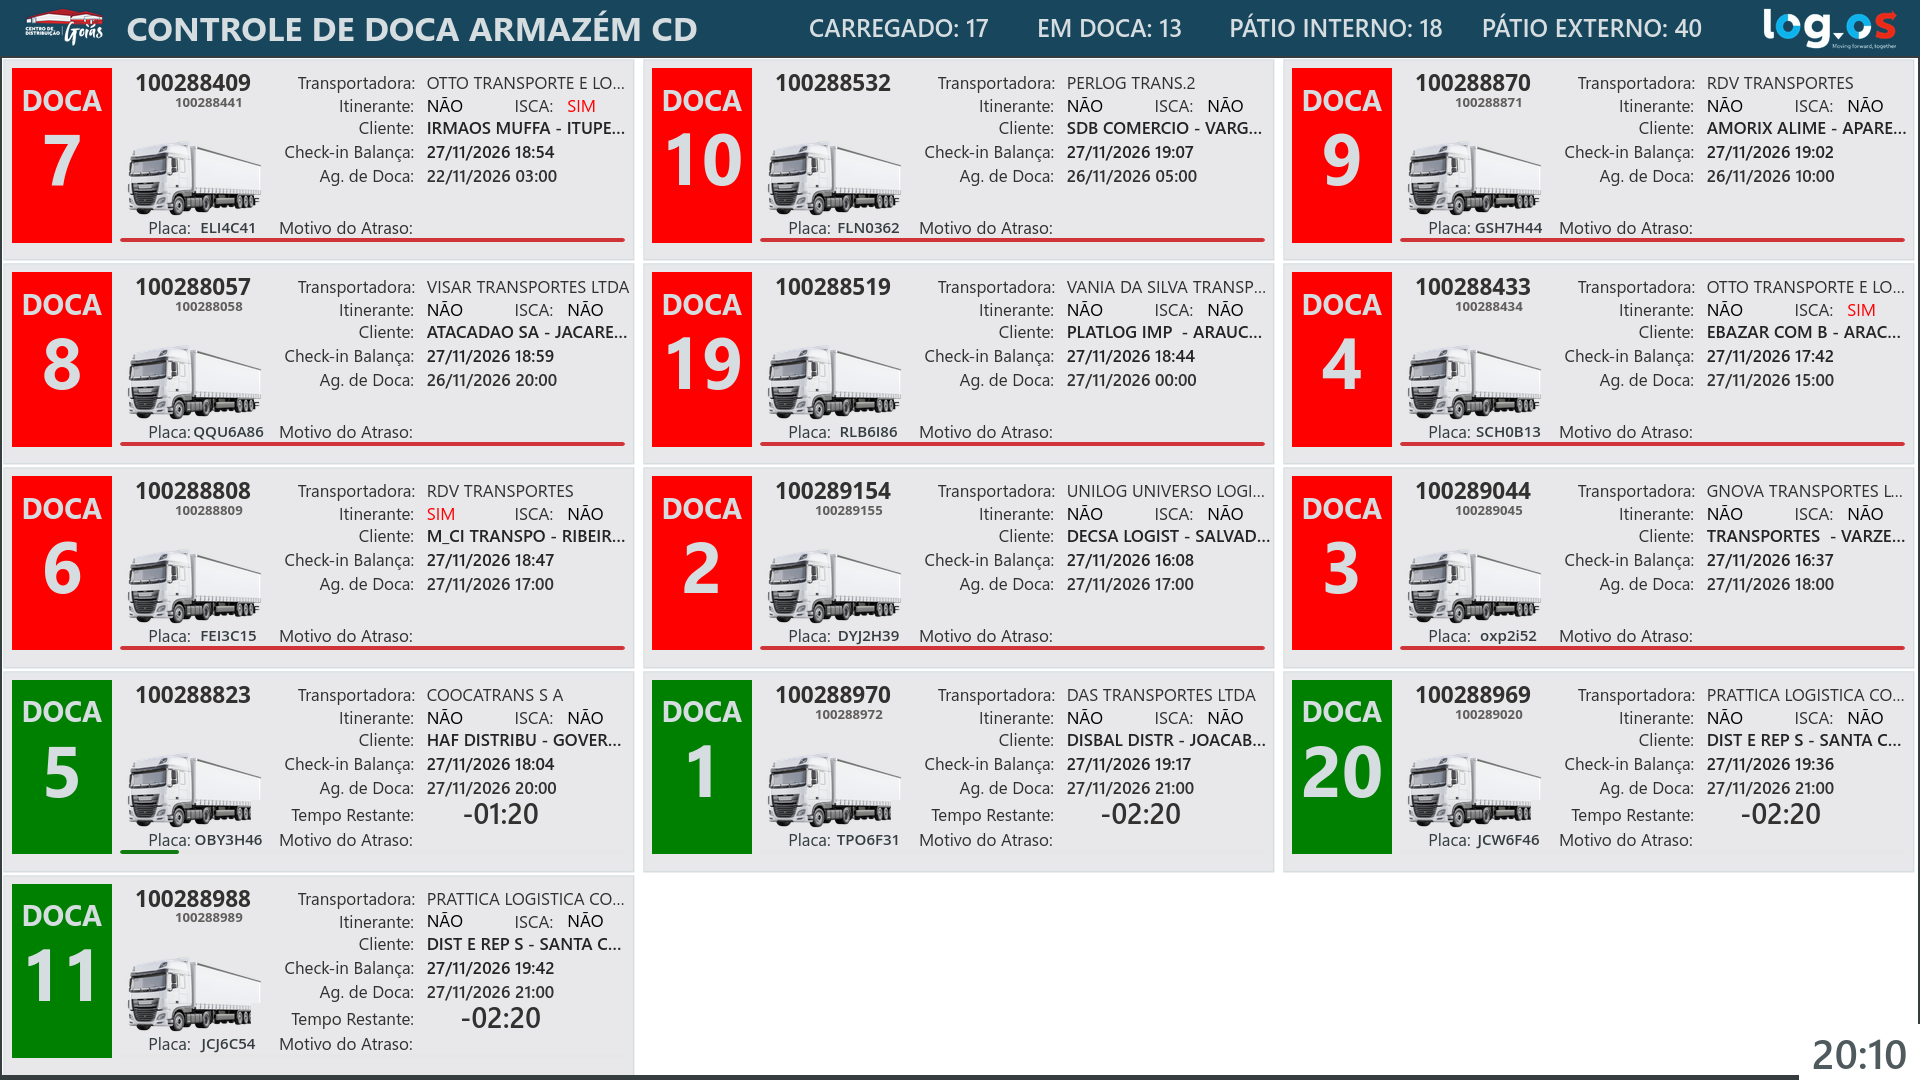 CENTRO DE DISTRIBUIÇÃO Goiás
CONTROLE DE DOCA ARMAZÉM CD
CARREGADO: 17
EM DOCA: 13
PÁTIO INTERNO: 18
PÁTIO EXTERNO: 40
log.os
Moving forward, together
DOCA
7
100288409
100288441
Transportadora: OTTO TRANSPORTE E LO...
Itinerante: NÃO ISCA: SIM
Cliente: IRMAOS MUFFA - ITUPE...
Check-in Balança: 27/11/2026 18:54
Ag. de Doca: 22/11/2026 03:00
Placa: ELI4C41 Motivo do Atraso:
DOCA
10
100288532
Transportadora: PERLOG TRANS.2
Itinerante: NÃO ISCA: NÃO
Cliente: SDB COMERCIO - VARG...
Check-in Balança: 27/11/2026 19:07
Ag. de Doca: 26/11/2026 05:00
Placa: FLN0362 Motivo do Atraso:
DOCA
9
100288870
100288871
Transportadora: RDV TRANSPORTES
Itinerante: NÃO ISCA: NÃO
Cliente: AMORIX ALIME - APARE...
Check-in Balança: 27/11/2026 19:02
Ag. de Doca: 26/11/2026 10:00
Placa: GSH7H44 Motivo do Atraso:
DOCA
8
100288057
100288058
Transportadora: VISAR TRANSPORTES LTDA
Itinerante: NÃO ISCA: NÃO
Cliente: ATACADAO SA - JACARE...
Check-in Balança: 27/11/2026 18:59
Ag. de Doca: 26/11/2026 20:00
Placa: QQU6A86 Motivo do Atraso:
DOCA
19
100288519
Transportadora: VANIA DA SILVA TRANSP...
Itinerante: NÃO ISCA: NÃO
Cliente: PLATLOG IMP - ARAUC...
Check-in Balança: 27/11/2026 18:44
Ag. de Doca: 27/11/2026 00:00
Placa: RLB6I86 Motivo do Atraso:
DOCA
4
100288433
100288434
Transportadora: OTTO TRANSPORTE E LO...
Itinerante: NÃO ISCA: SIM
Cliente: EBAZAR COM B - ARAC...
Check-in Balança: 27/11/2026 17:42
Ag. de Doca: 27/11/2026 15:00
Placa: SCH0B13 Motivo do Atraso:
DOCA
6
100288808
100288809
Transportadora: RDV TRANSPORTES
Itinerante: SIM ISCA: NÃO
Cliente: M_CI TRANSPO - RIBEIR...
Check-in Balança: 27/11/2026 18:47
Ag. de Doca: 27/11/2026 17:00
Placa: FEI3C15 Motivo do Atraso:
DOCA
2
100289154
100289155
Transportadora: UNILOG UNIVERSO LOGI...
Itinerante: NÃO ISCA: NÃO
Cliente: DECSA LOGIST - SALVAD...
Check-in Balança: 27/11/2026 16:08
Ag. de Doca: 27/11/2026 17:00
Placa: DYJ2H39 Motivo do Atraso:
DOCA
3
100289044
100289045
Transportadora: GNOVA TRANSPORTES L...
Itinerante: NÃO ISCA: NÃO
Cliente: TRANSPORTES - VARZE...
Check-in Balança: 27/11/2026 16:37
Ag. de Doca: 27/11/2026 18:00
Placa: oxp2i52 Motivo do Atraso:
DOCA
5
100288823
Transportadora: COOCATRANS S A
Itinerante: NÃO ISCA: NÃO
Cliente: HAF DISTRIBU - GOVER...
Check-in Balança: 27/11/2026 18:04
Ag. de Doca: 27/11/2026 20:00
Tempo Restante: -01:20
Placa: OBY3H46 Motivo do Atraso:
DOCA
1
100288970
100288972
Transportadora: DAS TRANSPORTES LTDA
Itinerante: NÃO ISCA: NÃO
Cliente: DISBAL DISTR - JOACAB...
Check-in Balança: 27/11/2026 19:17
Ag. de Doca: 27/11/2026 21:00
Tempo Restante: -02:20
Placa: TPO6F31 Motivo do Atraso:
DOCA
20
100288969
100289020
Transportadora: PRATTICA LOGISTICA CO...
Itinerante: NÃO ISCA: NÃO
Cliente: DIST E REP S - SANTA C...
Check-in Balança: 27/11/2026 19:36
Ag. de Doca: 27/11/2026 21:00
Tempo Restante: -02:20
Placa: JCW6F46 Motivo do Atraso:
DOCA
11
100288988
100288989
Transportadora: PRATTICA LOGISTICA CO...
Itinerante: NÃO ISCA: NÃO
Cliente: DIST E REP S - SANTA C...
Check-in Balança: 27/11/2026 19:42
Ag. de Doca: 27/11/2026 21:00
Tempo Restante: -02:20
Placa: JCJ6C54 Motivo do Atraso:
20:10